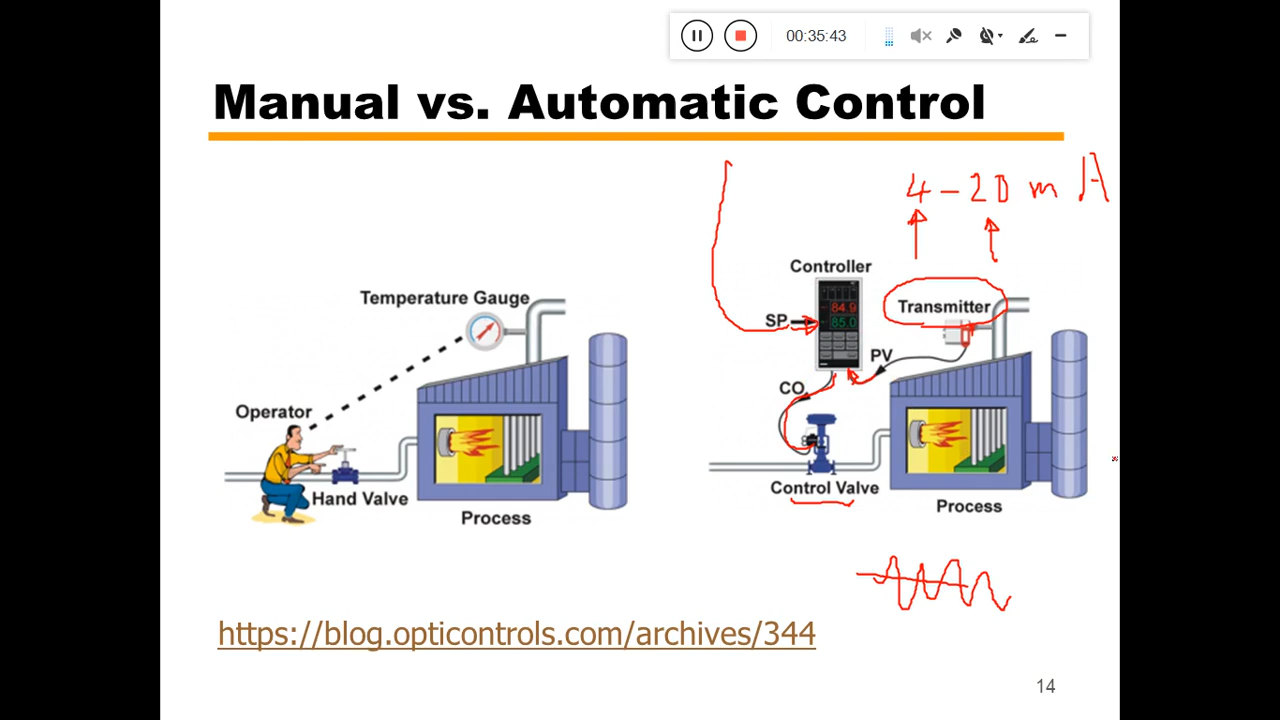 00:35:43
Manual vs. Automatic Control
4-20 m A
Controller
Temperature Gauge
Transmitter
84.9
SP
85.0
PV
CO
Operator
Hand Valve
Control Valve
Process
Process
https://blog.opticontrols.com/archives/344
14